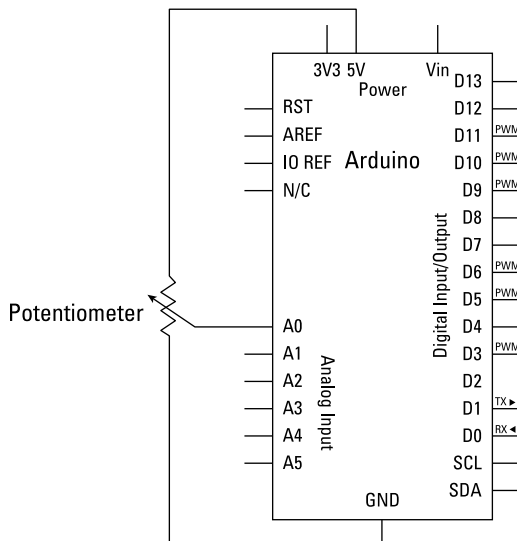 3V3 5V
Vin
Power
Arduino
RST
AREF
IO REF
N/C
Potentiometer
A0
A1
A2
A3
A4
A5
Analog Input
D13
D12
D11 PWM
D10 PWM
D9 PWM
D8
D7
D6 PWM
D5 PWM
D4
D3 PWM
D2
D1 TX ►
D0 RX ◄
SCL
SDA
Digital Input/Output
GND